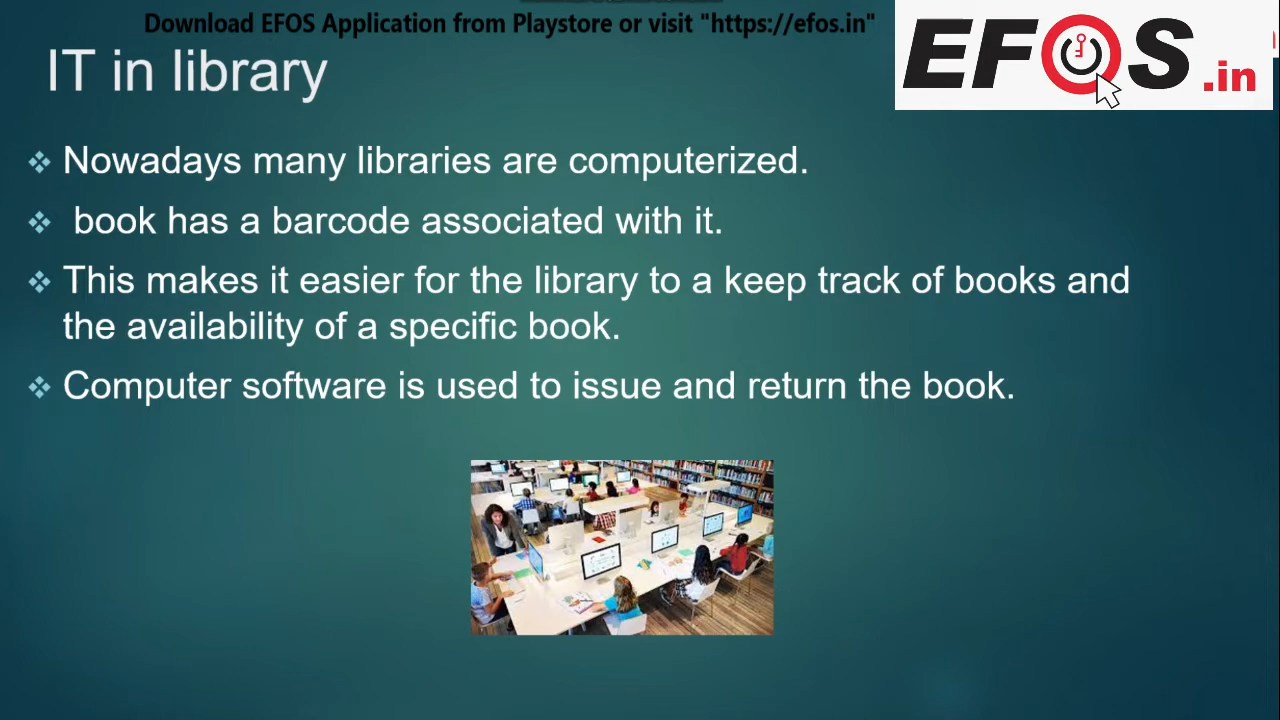 Download EFOS Application from Playstore or visit "https://efos.in"
EFOS.in
IT in library
Nowadays many libraries are computerized.
book has a barcode associated with it.
This makes it easier for the library to a keep track of books and
the availability of a specific book.
Computer software is used to issue and return the book.